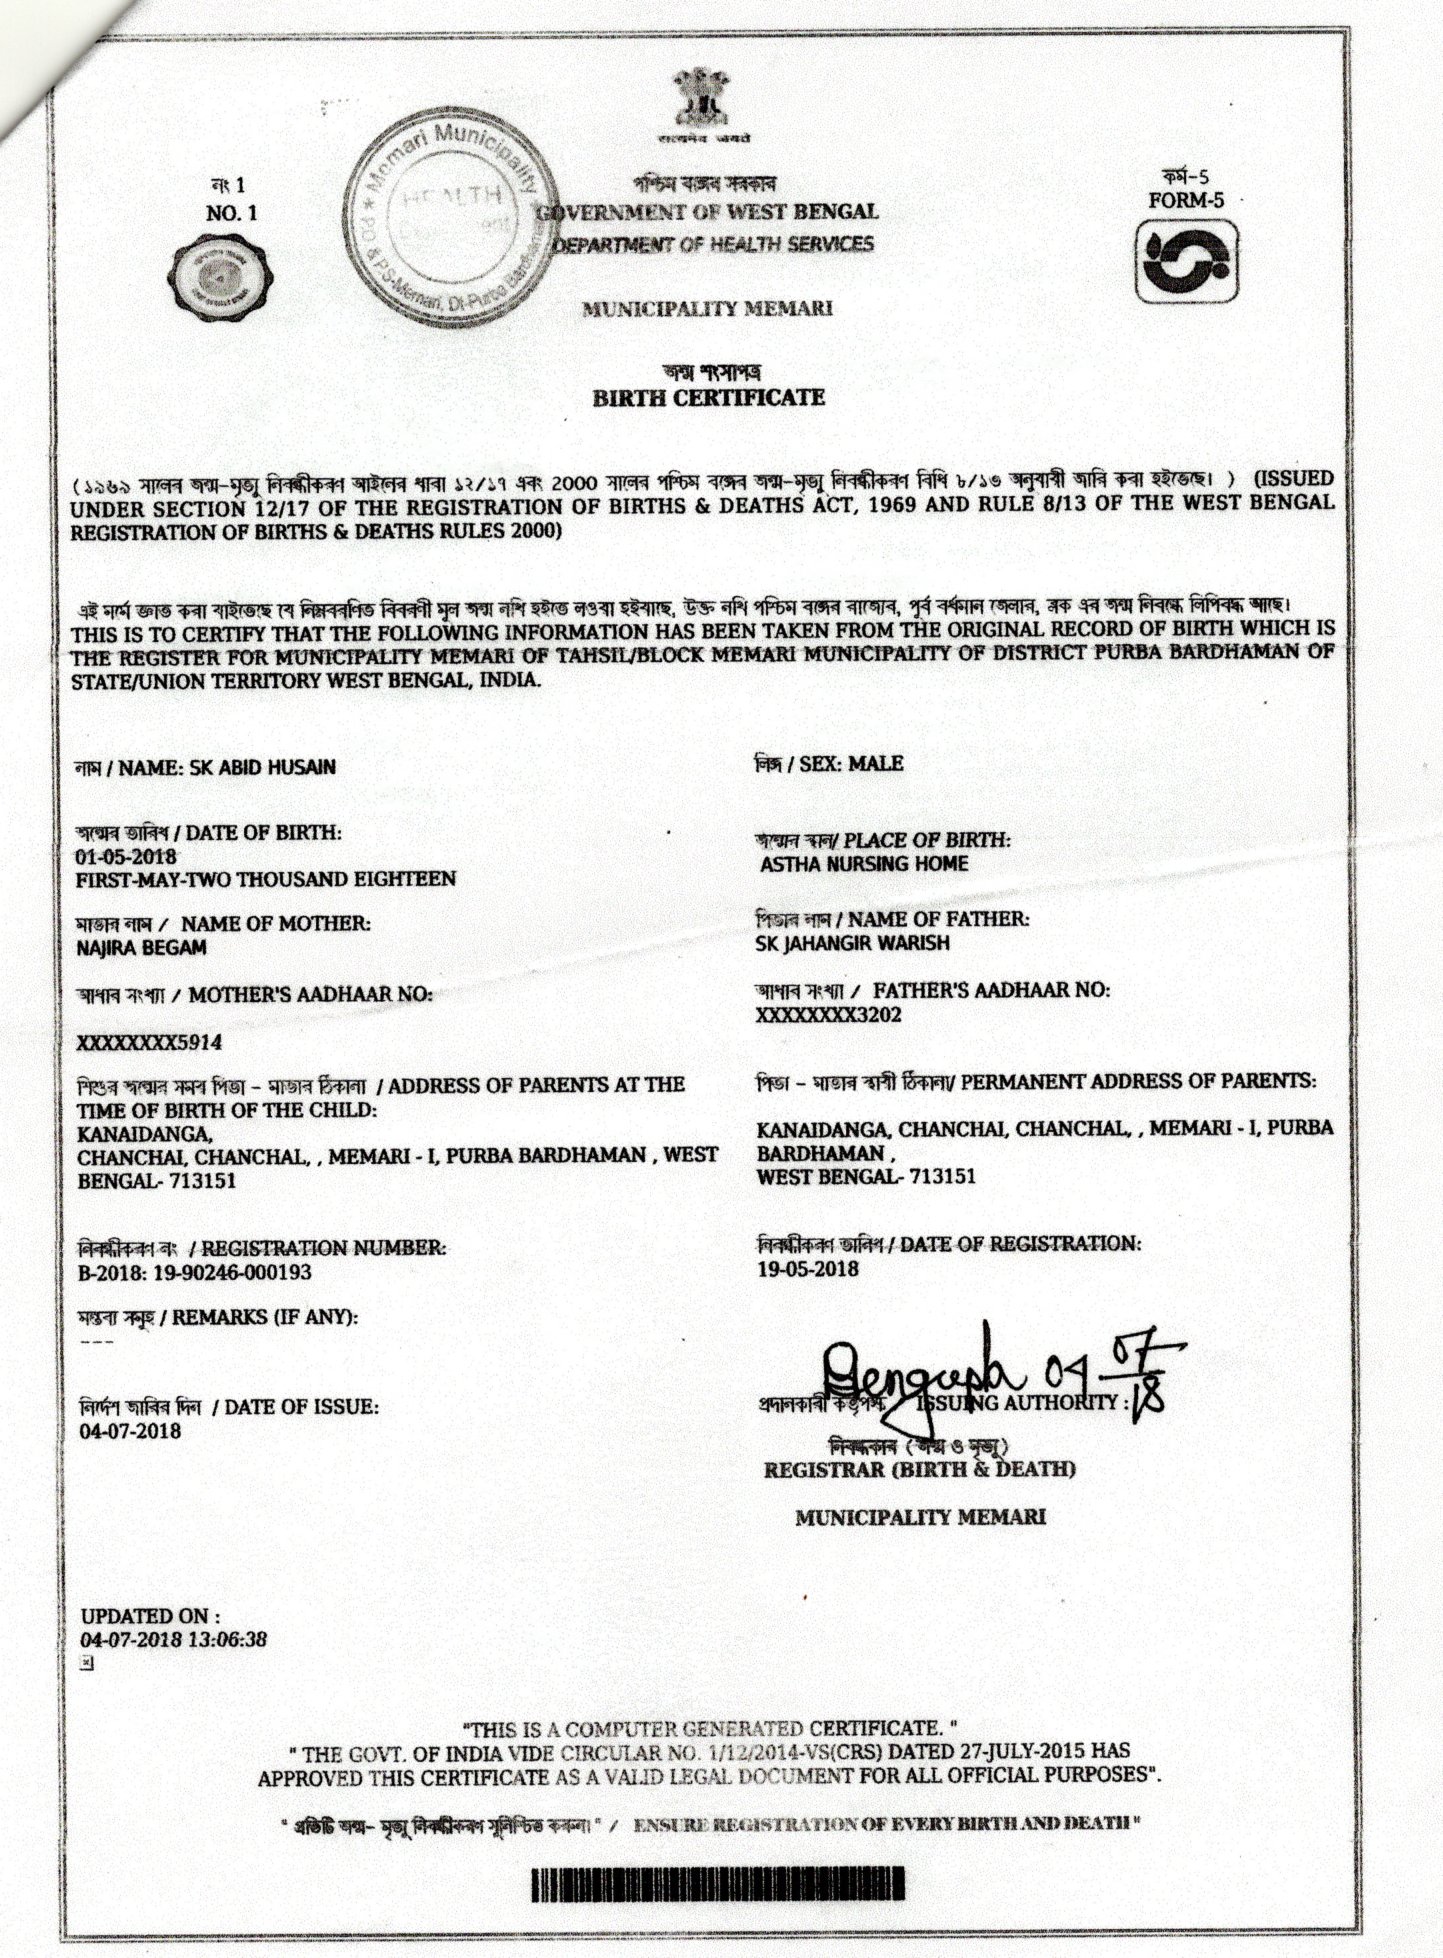 सत्यमेव जयते
Memari Municipality
HEALTH
PO & PS-Memari, Dt-Purba Bardhaman
নং 1
NO. 1
পশ্চিম বঙ্গের সরকার
GOVERNMENT OF WEST BENGAL
DEPARTMENT OF HEALTH SERVICES
ফর্ম-5
FORM-5
MUNICIPALITY MEMARI
জন্ম শংসাপত্র
BIRTH CERTIFICATE
(১৯৬৯ সালের জন্ম-মৃত্যু নিবন্ধীকরণ আইনের ধারা ১২/১৭ এবং 2000 সালের পশ্চিম বঙ্গের জন্ম-মৃত্যু নিবন্ধীকরণ বিধি ৮/১৩ অনুযায়ী জারি করা হইতেছে। ) (ISSUED
UNDER SECTION 12/17 OF THE REGISTRATION OF BIRTHS & DEATHS ACT, 1969 AND RULE 8/13 OF THE WEST BENGAL
REGISTRATION OF BIRTHS & DEATHS RULES 2000)
এই মর্মে জ্ঞাত করা যাইতেছে যে নিম্নবর্ণিত বিবরণী মূল জন্ম নথি হইতে লওয়া হইয়াছে, উক্ত নথি পশ্চিম বঙ্গের রাজ্যের, পূর্ব বর্ধমান জেলার, ব্লক এর জন্ম নিবন্ধে লিপিবদ্ধ আছে।
THIS IS TO CERTIFY THAT THE FOLLOWING INFORMATION HAS BEEN TAKEN FROM THE ORIGINAL RECORD OF BIRTH WHICH IS
THE REGISTER FOR MUNICIPALITY MEMARI OF TAHSIL/BLOCK MEMARI MUNICIPALITY OF DISTRICT PURBA BARDHAMAN OF
STATE/UNION TERRITORY WEST BENGAL, INDIA.
নাম / NAME: SK ABID HUSAIN
লিঙ্গ / SEX: MALE
জন্মের তারিখ / DATE OF BIRTH:
01-05-2018
FIRST-MAY-TWO THOUSAND EIGHTEEN
জন্মের স্থান/ PLACE OF BIRTH:
ASTHA NURSING HOME
মাতার নাম / NAME OF MOTHER:
NAJIRA BEGAM
পিতার নাম / NAME OF FATHER:
SK JAHANGIR WARISH
আধার সংখ্যা / MOTHER'S AADHAAR NO:
XXXXXXXX5914
আধার সংখ্যা / FATHER'S AADHAAR NO:
XXXXXXXX3202
শিশুর জন্মের সময় পিতা - মাতার ঠিকানা / ADDRESS OF PARENTS AT THE
TIME OF BIRTH OF THE CHILD:
KANAIDANGA,
CHANCHAI, CHANCHAL, , MEMARI - I, PURBA BARDHAMAN , WEST
BENGAL- 713151
পিতা - মাতার স্থায়ী ঠিকানা/ PERMANENT ADDRESS OF PARENTS:
KANAIDANGA, CHANCHAI, CHANCHAL, , MEMARI - I, PURBA
BARDHAMAN ,
WEST BENGAL- 713151
নিবন্ধীকরণ নং / REGISTRATION NUMBER:
B-2018: 19-90246-000193
নিবন্ধীকরণ তারিখ / DATE OF REGISTRATION:
19-05-2018
মন্তব্য সমূহ / REMARKS (IF ANY):
---
নির্দেশ জারির দিন / DATE OF ISSUE:
04-07-2018
04 07/18
প্রদানকারী কর্তৃপক্ষ ISSUING AUTHORITY :
নিবন্ধকার (জন্ম ও মৃত্যু)
REGISTRAR (BIRTH & DEATH)
MUNICIPALITY MEMARI
UPDATED ON :
04-07-2018 13:06:38
"THIS IS A COMPUTER GENERATED CERTIFICATE. "
" THE GOVT. OF INDIA VIDE CIRCULAR NO. 1/12/2014-VS(CRS) DATED 27-JULY-2015 HAS
APPROVED THIS CERTIFICATE AS A VALID LEGAL DOCUMENT FOR ALL OFFICIAL PURPOSES".
" প্রতিটি জন্ম- মৃত্যু নিবন্ধীকরণ সুনিশ্চিত করুন।" / ENSURE REGISTRATION OF EVERY BIRTH AND DEATH "